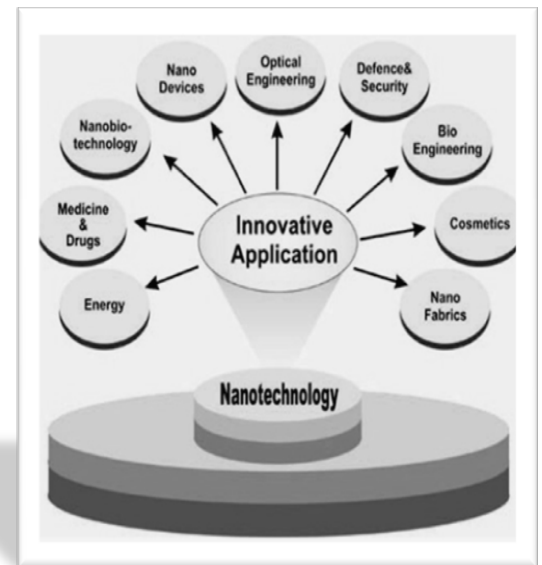 Optical
Engineering
Nano
Devices
Defence&
Security
Nanobio-
technology
Bio
Engineering
Medicine
&
Drugs
Innovative
Application
Cosmetics
Energy
Nano
Fabrics
Nanotechnology